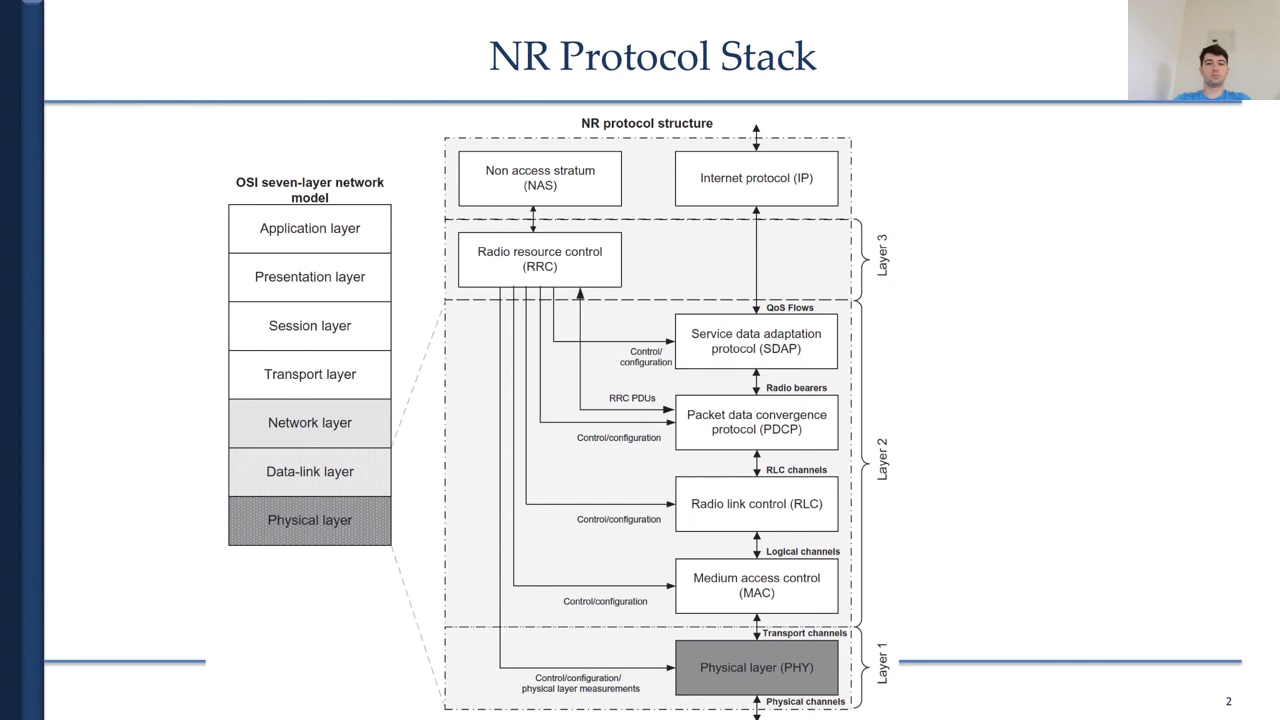 NR Protocol Stack
NR protocol structure
OSI seven-layer network
model
Application layer
Presentation layer
Session layer
Transport layer
Network layer
Data-link layer
Physical layer
Non access stratum
(NAS)
Internet protocol (IP)
Radio resource control
(RRC)
Layer 3
QoS Flows
Service data adaptation
protocol (SDAP)
Control/
configuration
Radio bearers
RRC PDUs
Packet data convergence
protocol (PDCP)
Control/configuration
Layer 2
RLC channels
Radio link control (RLC)
Control/configuration
Logical channels
Medium access control
(MAC)
Control/configuration
Transport channels
Physical layer (PHY)
Layer 1
Control/configuration/
physical layer measurements
Physical channels
2